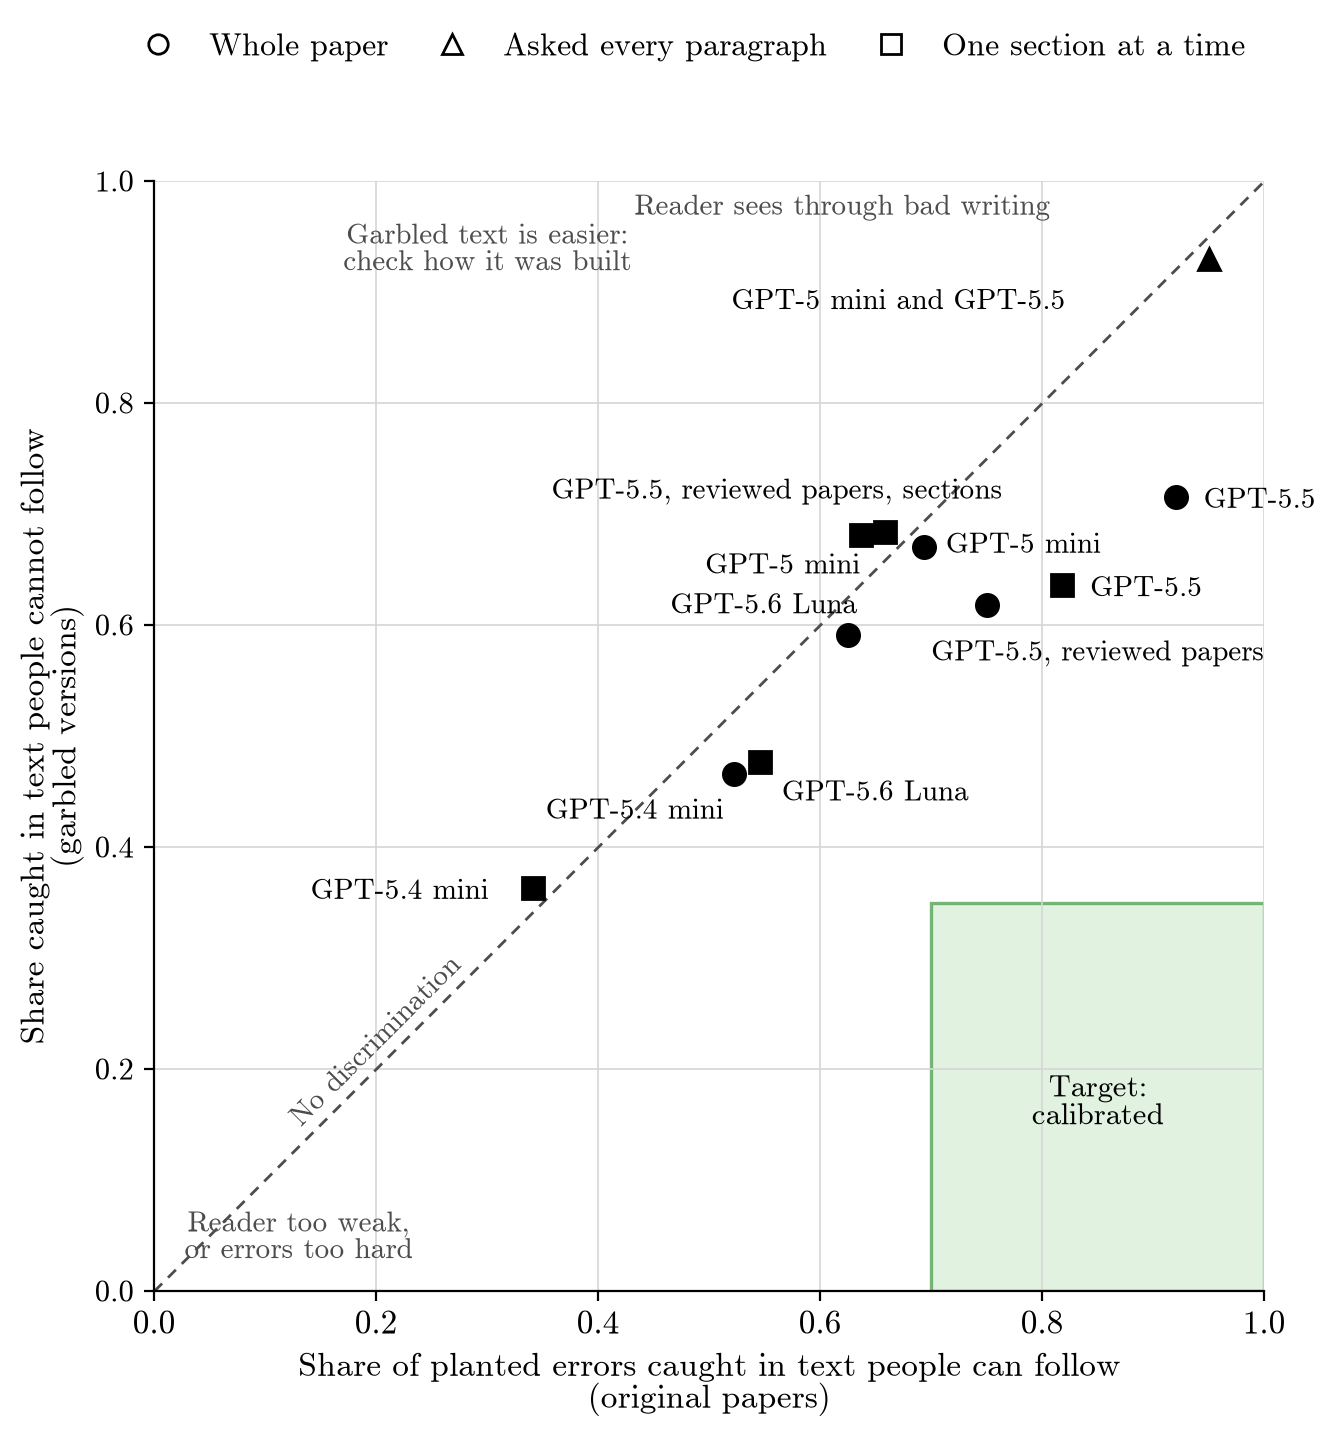 Whole paper
Asked every paragraph
One section at a time
1.0
Reader sees through bad writing
Garbled text is easier:
check how it was built
GPT-5 mini and GPT-5.5
0.8
GPT-5.5, reviewed papers, sections
GPT-5.5
GPT-5 mini
GPT-5 mini
GPT-5.5
GPT-5.6 Luna
0.6
GPT-5.5, reviewed papers
GPT-5.6 Luna
GPT-5.4 mini
0.4
GPT-5.4 mini
No discrimination
0.2
Target:
calibrated
Reader too weak,
or errors too hard
0.0
0.0
0.2
0.4
0.6
0.8
1.0
Share of planted errors caught in text people can follow
(original papers)
Share caught in text people cannot follow
(garbled versions)